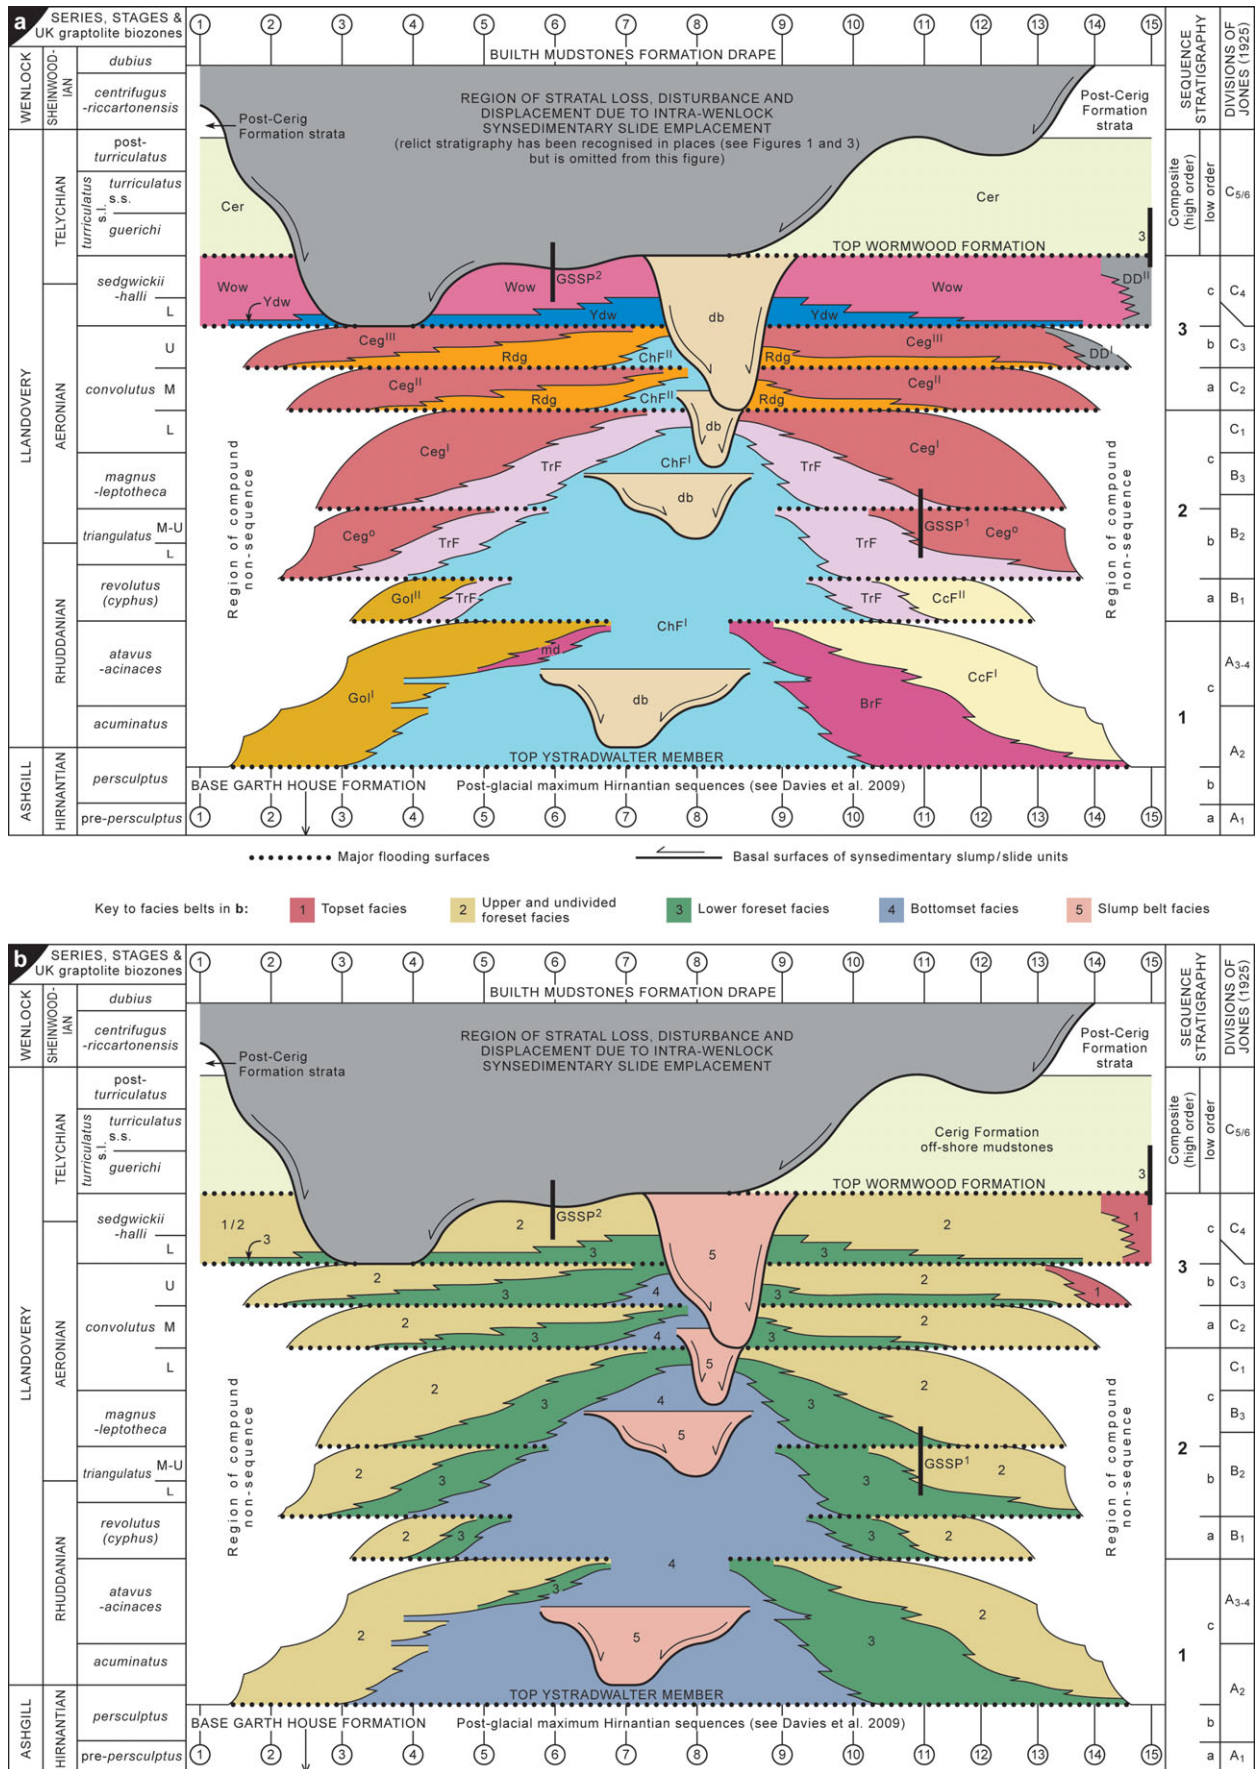 a
SERIES, STAGES &
UK graptolite biozones
1 2 3 4 5 6 7 8 9 10 11 12 13 14 15
SEQUENCE
STRATIGRAPHY
DIVISIONS OF
JONES (1925)
WENLOCK
SHEINWOOD-
IAN
dubius
BUILTH MUDSTONES FORMATION DRAPE
centrifugus
-riccartonensis
REGION OF STRATAL LOSS, DISTURBANCE AND
DISPLACEMENT DUE TO INTRA-WENLOCK
SYNSEDIMENTARY SLIDE EMPLACEMENT
(relict stratigraphy has been recognised in places (see Figures 1 and 3)
but is omitted from this figure)
Post-Cerig
Formation strata
Post-Cerig
Formation
strata
LLANDOVERY
TELYCHIAN
post-
turriculatus
turriculatus
s.l.
turriculatus
s.s.
guerichi
Cer
Cer
Composite
(high order)
low order
C5/6
3
TOP WORMWOOD FORMATION
sedgwickii
-halli
L
Wow
Ydw
Wow
GSSP2
Ydw
db
Wow
Ydw
DDII
c
C4
3
AERONIAN
convolutus
U
CegIII
Rdg
ChFII
Rdg
CegIII
DDI
b
C3
M
CegII
Rdg
ChFII
Rdg
CegII
a
C2
L
CegI
TrF
ChFI
db
TrF
CegI
C1
c
magnus
-leptotheca
db
B3
Region of compound
non-sequence
Region of compound
non-sequence
2
triangulatus
M-U
L
Cego
TrF
TrF
GSSP1
Cego
b
B2
RHUDDANIAN
revolutus
(cyphus)
GolII
TrF
TrF
CcFII
a
B1
atavus
-acinaces
ChFI
md
GolI
db
BrF
CcFI
A3-4
c
1
acuminatus
A2
TOP YSTRADWALTER MEMBER
ASHGILL
HIRNANTIAN
persculptus
BASE GARTH HOUSE FORMATION
Post-glacial maximum Hirnantian sequences (see Davies et al. 2009)
b
pre-persculptus
1 2 3 4 5 6 7 8 9 10 11 12 13 14 15
a
A1
Major flooding surfaces
Basal surfaces of synsedimentary slump/slide units
Key to facies belts in b:
1 Topset facies
2 Upper and undivided
foreset facies
3 Lower foreset facies
4 Bottomset facies
5 Slump belt facies
b
SERIES, STAGES &
UK graptolite biozones
1 2 3 4 5 6 7 8 9 10 11 12 13 14 15
SEQUENCE
STRATIGRAPHY
DIVISIONS OF
JONES (1925)
WENLOCK
SHEINWOOD-
IAN
dubius
BUILTH MUDSTONES FORMATION DRAPE
centrifugus
-riccartonensis
REGION OF STRATAL LOSS, DISTURBANCE AND
DISPLACEMENT DUE TO INTRA-WENLOCK
SYNSEDIMENTARY SLIDE EMPLACEMENT
Post-Cerig
Formation strata
Post-Cerig
Formation
strata
LLANDOVERY
TELYCHIAN
post-
turriculatus
turriculatus
s.l.
turriculatus
s.s.
guerichi
Cerig Formation
off-shore mudstones
Composite
(high order)
low order
C5/6
3
TOP WORMWOOD FORMATION
sedgwickii
-halli
L
1/2
3
2
GSSP2
3
5
2
3
1
c
C4
3
AERONIAN
convolutus
U
2
3
4
3
2
1
b
C3
M
2
3
4
3
2
a
C2
L
2
3
4
5
3
2
C1
c
magnus
-leptotheca
5
B3
Region of compound
non-sequence
Region of compound
non-sequence
2
triangulatus
M-U
L
2
3
3
GSSP1
2
b
B2
RHUDDANIAN
revolutus
(cyphus)
2
3
3
2
a
B1
atavus
-acinaces
4
3
2
5
3
2
A3-4
c
1
acuminatus
A2
TOP YSTRADWALTER MEMBER
ASHGILL
HIRNANTIAN
persculptus
BASE GARTH HOUSE FORMATION
Post-glacial maximum Hirnantian sequences (see Davies et al. 2009)
b
pre-persculptus
1 2 3 4 5 6 7 8 9 10 11 12 13 14 15
a
A1